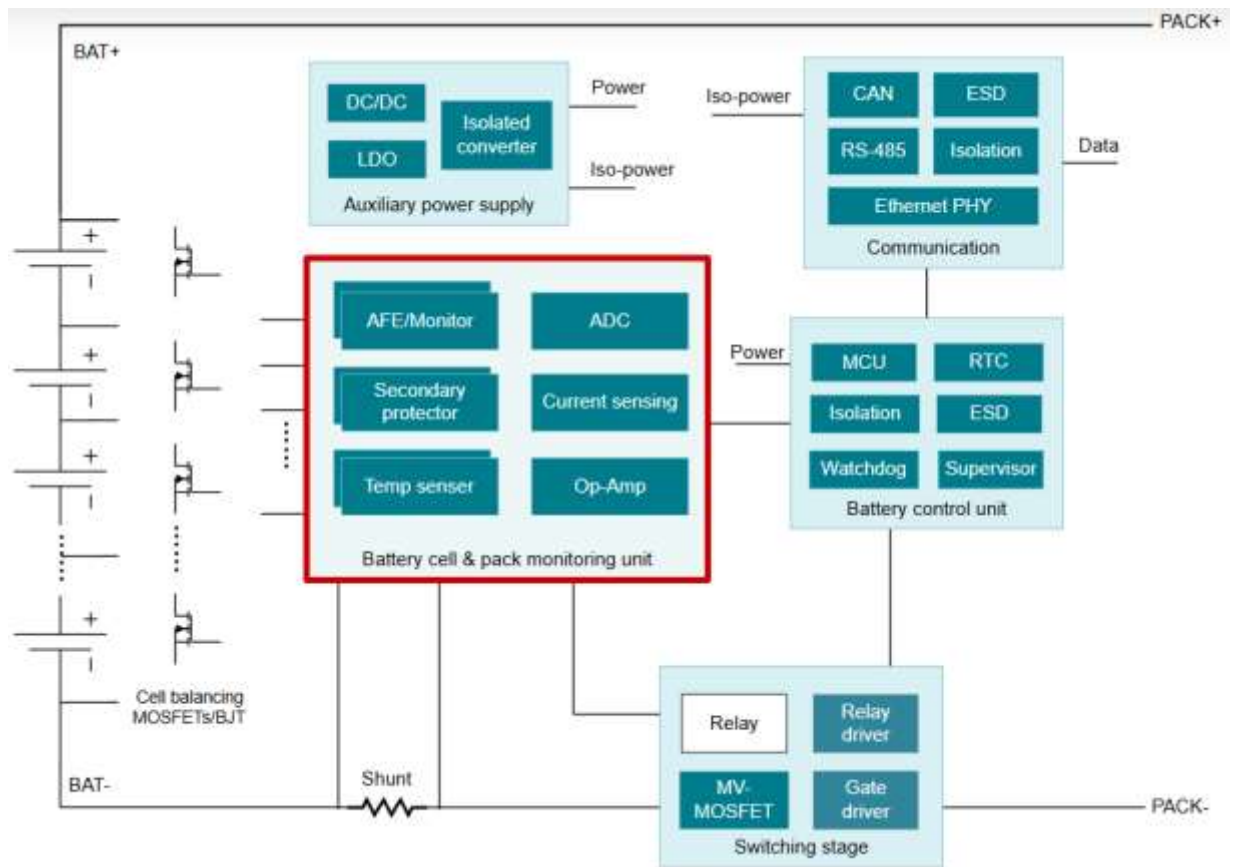 PACK+
BAT+
DC/DC
LDO
Isolated
converter
Auxiliary power supply
Power
Iso-power
Iso-power
CAN
ESD
RS-485
Isolation
Ethernet PHY
Communication
Data
+
+
+
+
AFE/Monitor
ADC
Secondary
protector
Current sensing
Temp senser
Op-Amp
Battery cell & pack monitoring unit
Power
MCU
RTC
Isolation
ESD
Watchdog
Supervisor
Battery control unit
Cell balancing
MOSFETs/BJT
Relay
Relay
driver
MV-
MOSFET
Gate
driver
Switching stage
BAT-
Shunt
PACK-